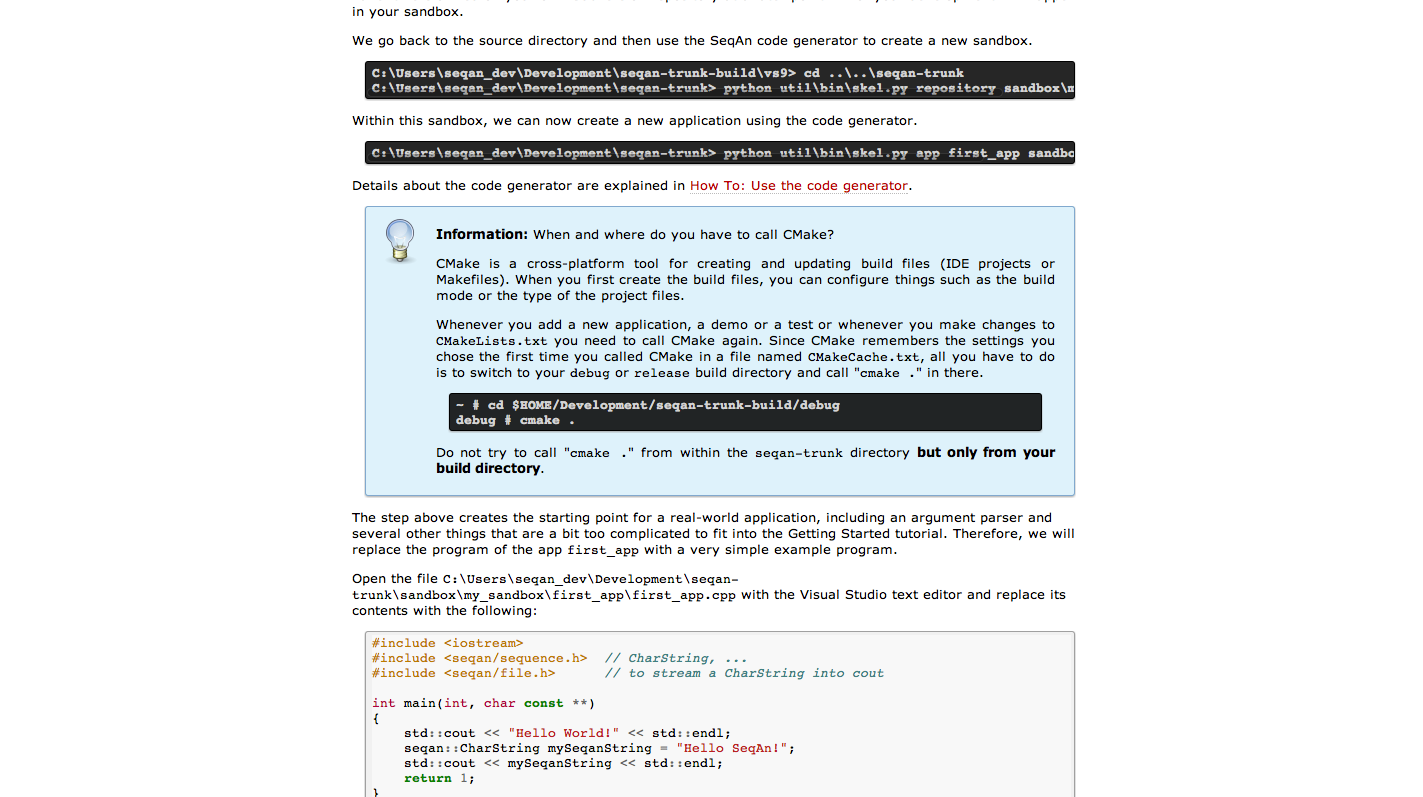 in your sandbox.
We go back to the source directory and then use the SeqAn code generator to create a new sandbox.
C:\Users\seqan_dev\Development\seqan-trunk-build\vs9> cd ..\..\seqan-trunk
C:\Users\seqan_dev\Development\seqan-trunk> python util\bin\skel.py repository sandbox\m
Within this sandbox, we can now create a new application using the code generator.
C:\Users\seqan_dev\Development\seqan-trunk> python util\bin\skel.py app first_app sandbo
Details about the code generator are explained in How To: Use the code generator.
Information: When and where do you have to call CMake?
CMake is a cross-platform tool for creating and updating build files (IDE projects or
Makefiles). When you first create the build files, you can configure things such as the build
mode or the type of the project files.
Whenever you add a new application, a demo or a test or whenever you make changes to
CMakeLists.txt you need to call CMake again. Since CMake remembers the settings you
chose the first time you called CMake in a file named CMakeCache.txt, all you have to do
is to switch to your debug or release build directory and call "cmake ." in there.
~ # cd $HOME/Development/seqan-trunk-build/debug
debug # cmake .
Do not try to call "cmake ." from within the seqan-trunk directory but only from your
build directory.
The step above creates the starting point for a real-world application, including an argument parser and
several other things that are a bit too complicated to fit into the Getting Started tutorial. Therefore, we will
replace the program of the app first_app with a very simple example program.
Open the file C:\Users\seqan_dev\Development\seqan-
trunk\sandbox\my_sandbox\first_app\first_app.cpp with the Visual Studio text editor and replace its
contents with the following:
#include <iostream>
#include <seqan/sequence.h>  // CharString, ...
#include <seqan/file.h>      // to stream a CharString into cout
int main(int, char const **)
{
    std::cout << "Hello World!" << std::endl;
    seqan::CharString mySeqanString = "Hello SeqAn!";
    std::cout << mySeqanString << std::endl;
    return 1;
}